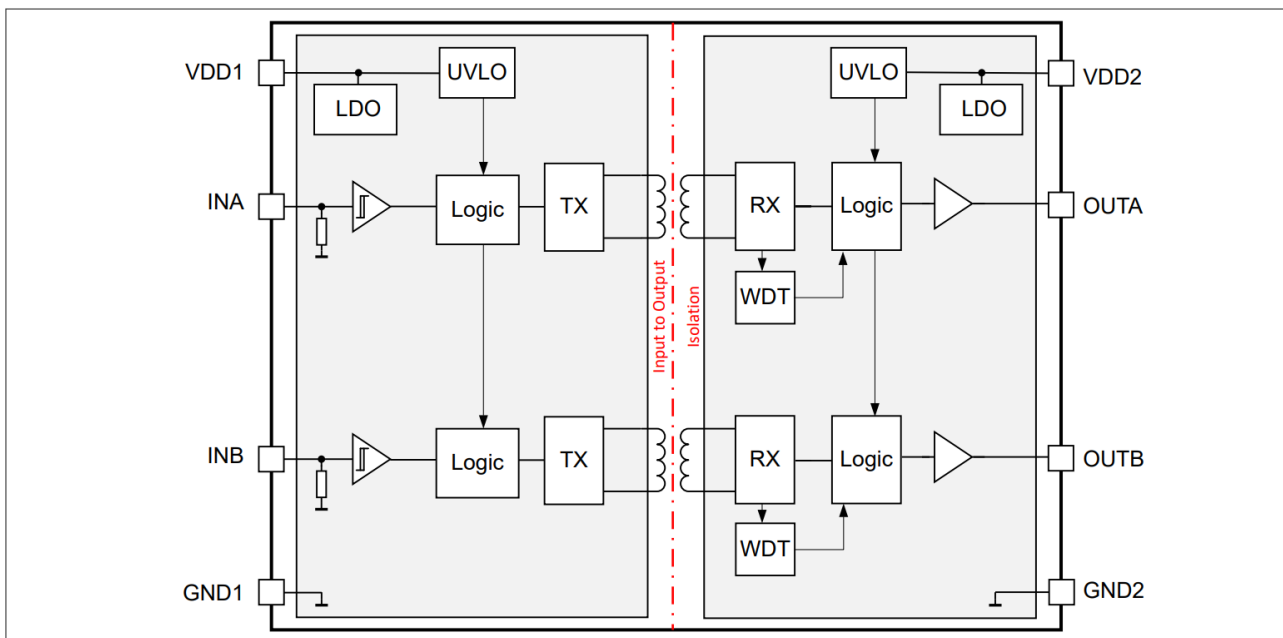 VDD1
UVLO
LDO
UVLO
LDO
VDD2
INA
Logic
TX
RX
Logic
OUTA
WDT
Input to Output
Isolation
INB
Logic
TX
RX
Logic
OUTB
WDT
GND1
GND2